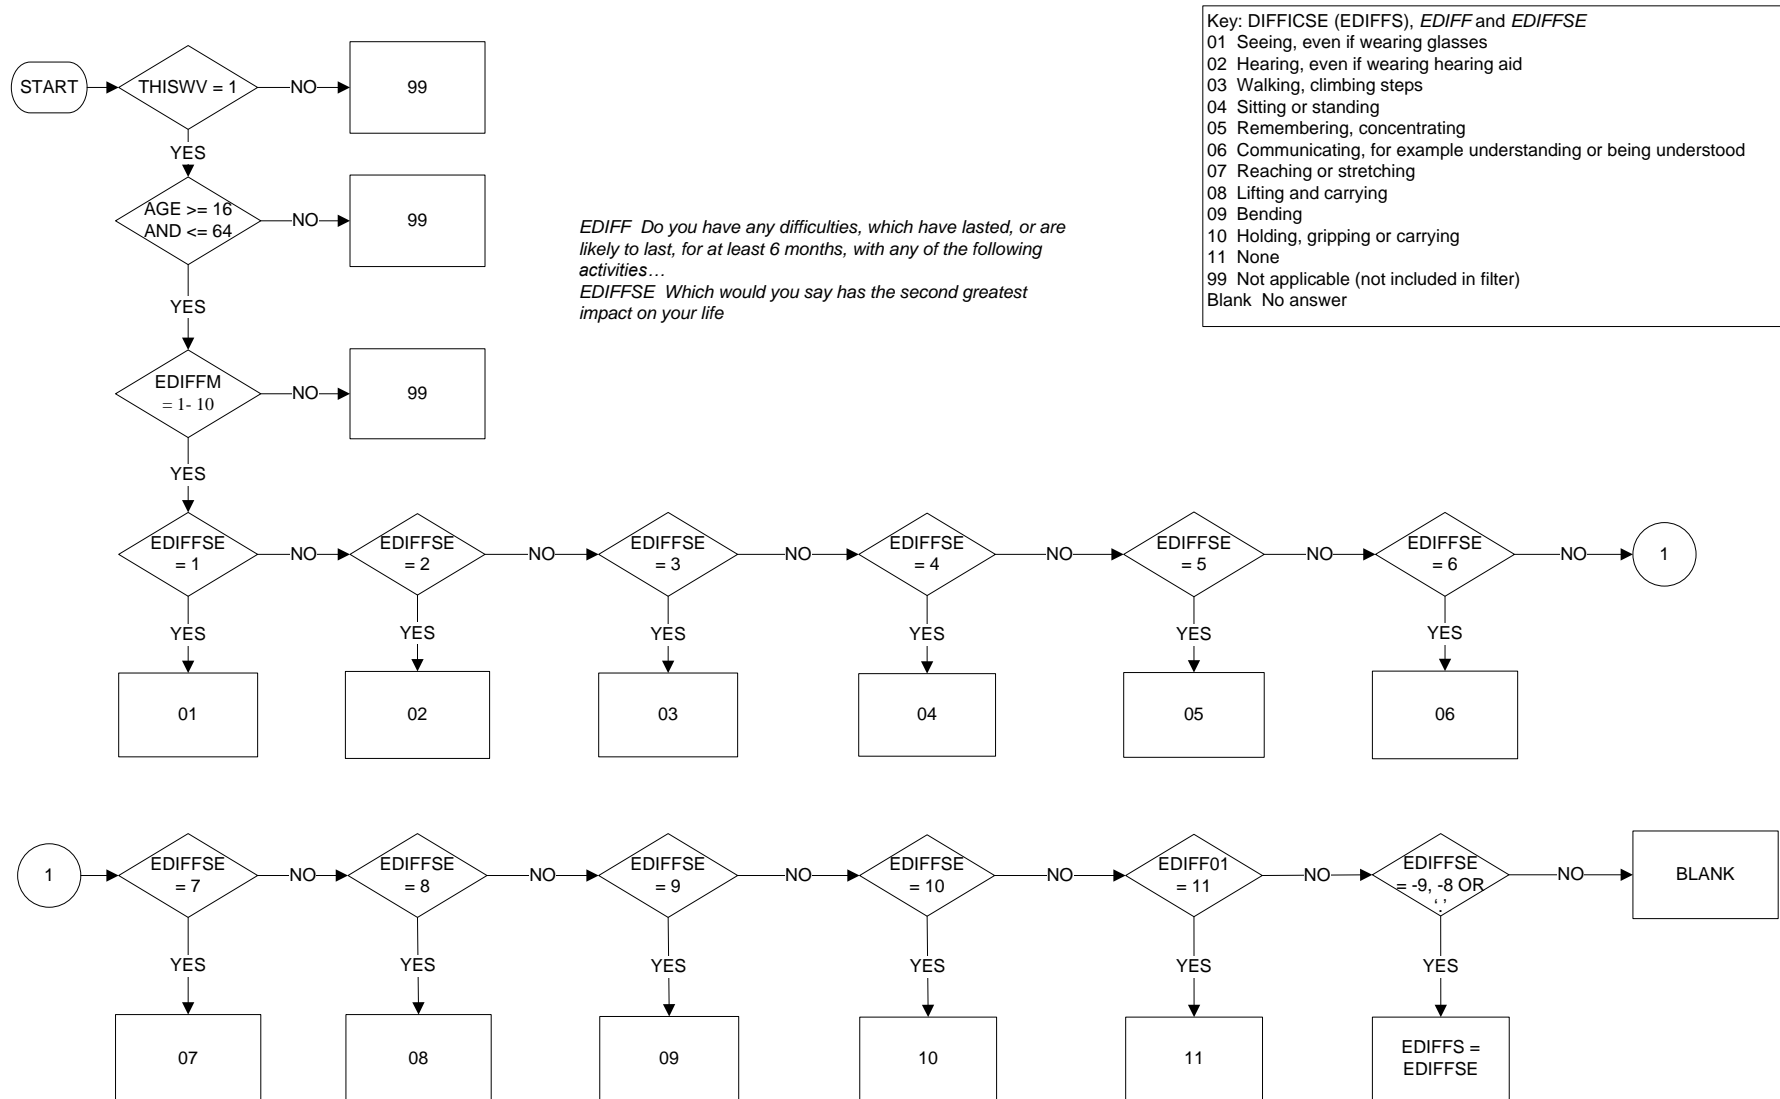 Key: DIFFICSE (EDIFFS), EDIFF and EDIFFSE
01 Seeing, even if wearing glasses
02 Hearing, even if wearing hearing aid
03 Walking, climbing steps
04 Sitting or standing
05 Remembering, concentrating
06 Communicating, for example understanding or being understood
07 Reaching or stretching
08 Lifting and carrying
09 Bending
10 Holding, gripping or carrying
11 None
99 Not applicable (not included in filter)
Blank No answer
START
THISWV = 1
NO
99
YES
AGE >= 16
AND <= 64
NO
99
EDIFF Do you have any difficulties, which have lasted, or are
likely to last, for at least 6 months, with any of the following
activities…
EDIFFSE Which would you say has the second greatest
impact on your life
YES
EDIFFM
= 1- 10
NO
99
YES
EDIFFSE
= 1
NO
EDIFFSE
= 2
NO
EDIFFSE
= 3
NO
EDIFFSE
= 4
NO
EDIFFSE
= 5
NO
EDIFFSE
= 6
NO
1
YES
YES
YES
YES
YES
YES
01
02
03
04
05
06
1
EDIFFSE
= 7
NO
EDIFFSE
= 8
NO
EDIFFSE
= 9
NO
EDIFFSE
= 10
NO
EDIFF01
= 11
NO
EDIFFSE
= -9, -8 OR
‘.’
NO
BLANK
YES
YES
YES
YES
YES
YES
07
08
09
10
11
EDIFFS =
EDIFFSE